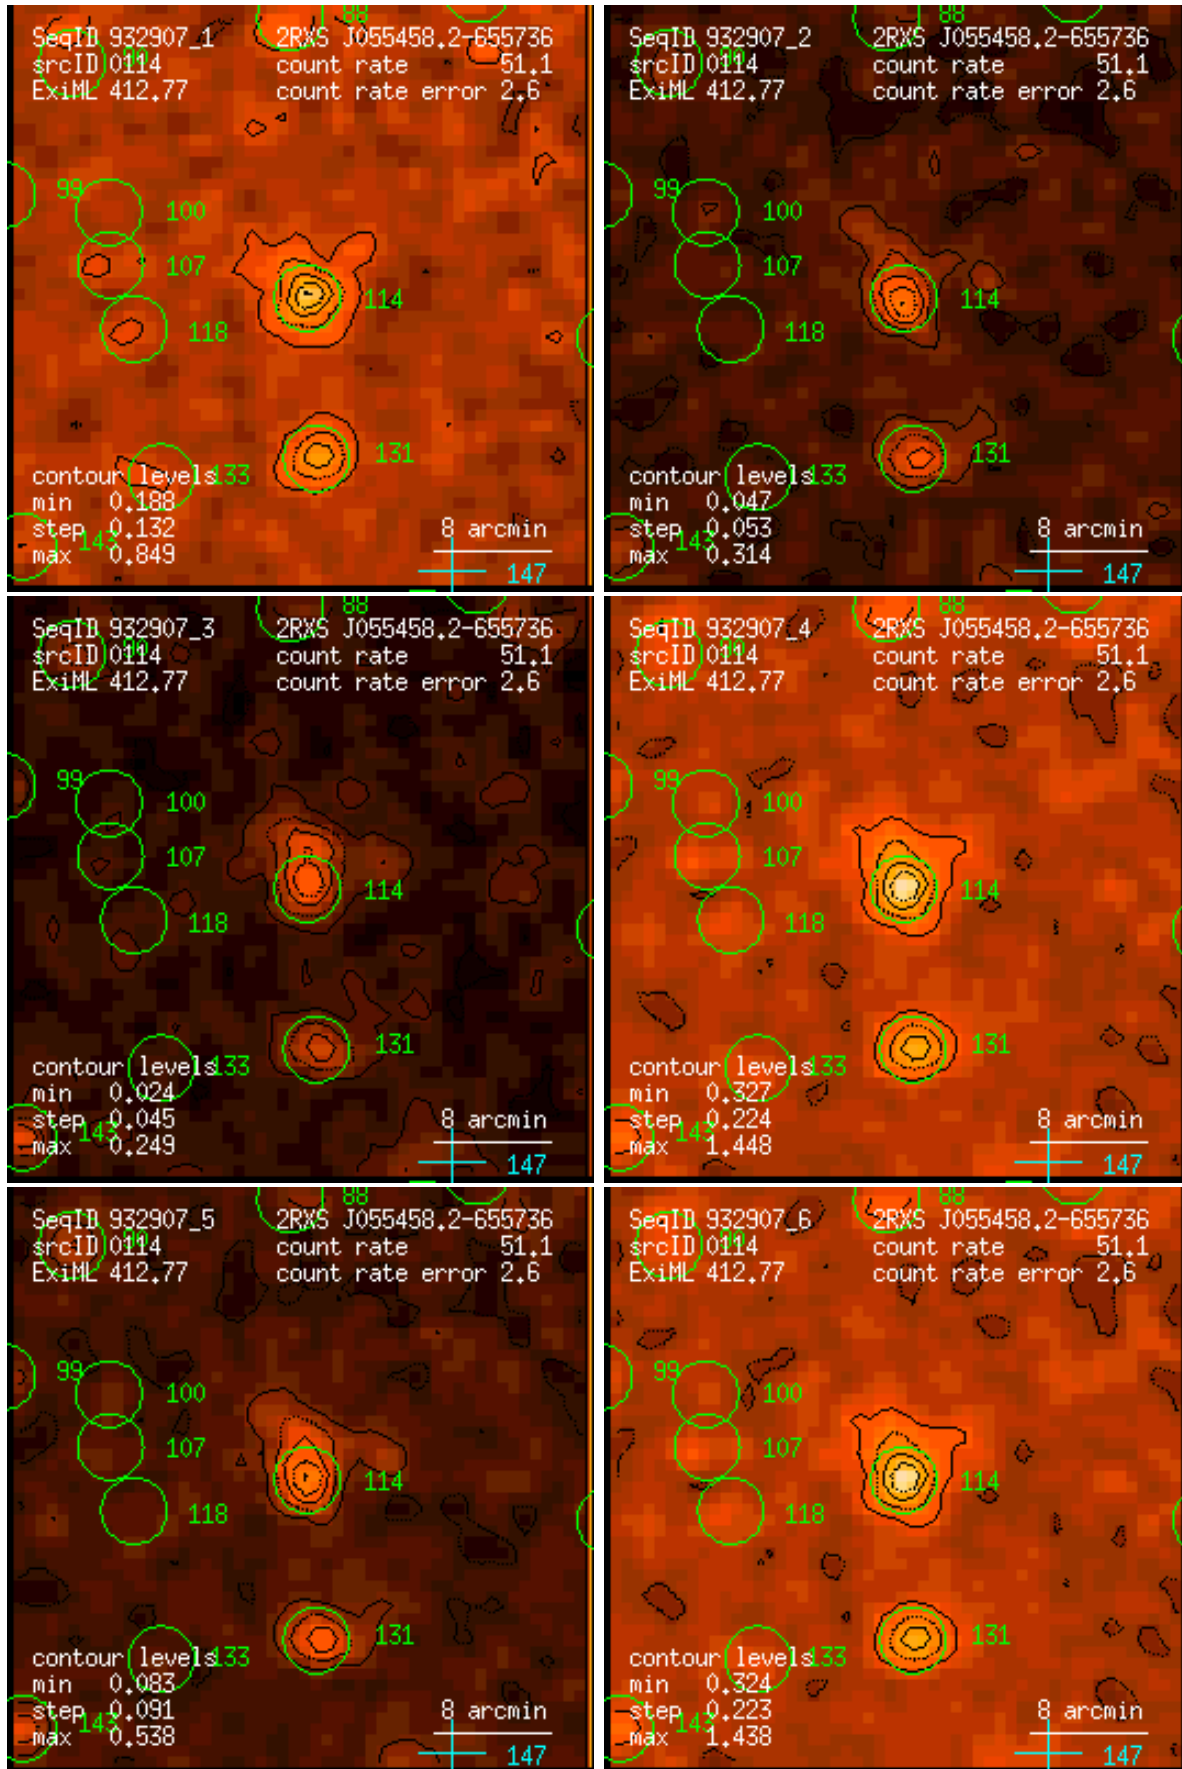 88
SeqID 932907_1 2RXS J055458.2-655736
90
srcID 0114 count rate 51.1
ExiML 412.77 count rate error 2.6
99
100
107
114
118
131
contour levels 133
min 0.188
step 0.132 8 arcmin
143
max 0.849
147
88
SeqID 932907_2 2RXS J055458.2-655736
90
srcID 0114 count rate 51.1
ExiML 412.77 count rate error 2.6
99
100
107
114
118
131
contour levels 133
min 0.047
step 0.053 8 arcmin
143
max 0.314
147
88
SeqID 932907_3 2RXS J055458.2-655736
90
srcID 0114 count rate 51.1
ExiML 412.77 count rate error 2.6
99
100
107
114
118
131
contour levels 133
min 0.024
step 0.045 8 arcmin
143
max 0.249
147
88
SeqID 932907_4 2RXS J055458.2-655736
90
srcID 0114 count rate 51.1
ExiML 412.77 count rate error 2.6
99
100
107
114
118
131
contour levels 133
min 0.327
step 0.224 8 arcmin
143
max 1.448
147
88
SeqID 932907_5 2RXS J055458.2-655736
90
srcID 0114 count rate 51.1
ExiML 412.77 count rate error 2.6
99
100
107
114
118
131
contour levels 133
min 0.083
step 0.091 8 arcmin
143
max 0.538
147
88
SeqID 932907_6 2RXS J055458.2-655736
90
srcID 0114 count rate 51.1
ExiML 412.77 count rate error 2.6
99
100
107
114
118
131
contour levels 133
min 0.324
step 0.223 8 arcmin
143
max 1.438
147